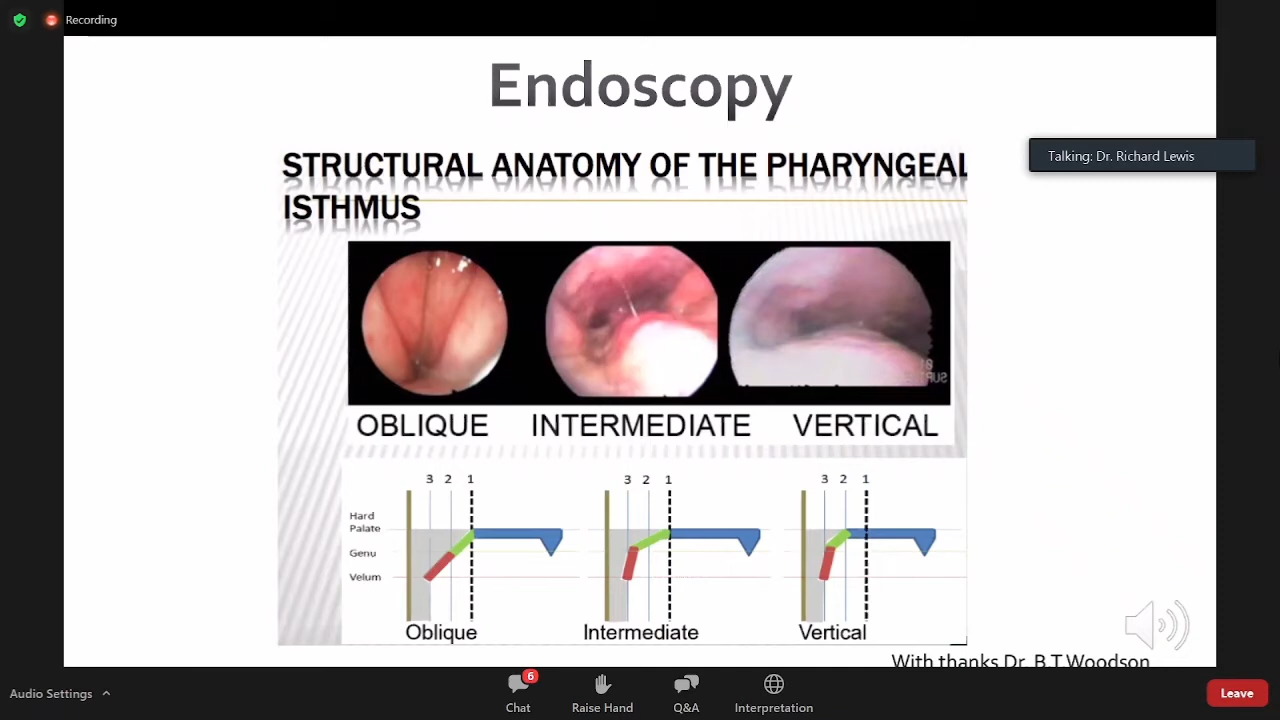 Recording
Endoscopy
Talking: Dr. Richard Lewis
STRUCTURAL ANATOMY OF THE PHARYNGEAL
ISTHMUS
OBLIQUE INTERMEDIATE VERTICAL
3 2 1 3 2 1 3 2 1
Hard
Palate
Genu
Velum
Oblique Intermediate Vertical
With thanks Dr. B T Woodson
Audio Settings
6
Chat Raise Hand Q&A Interpretation Leave